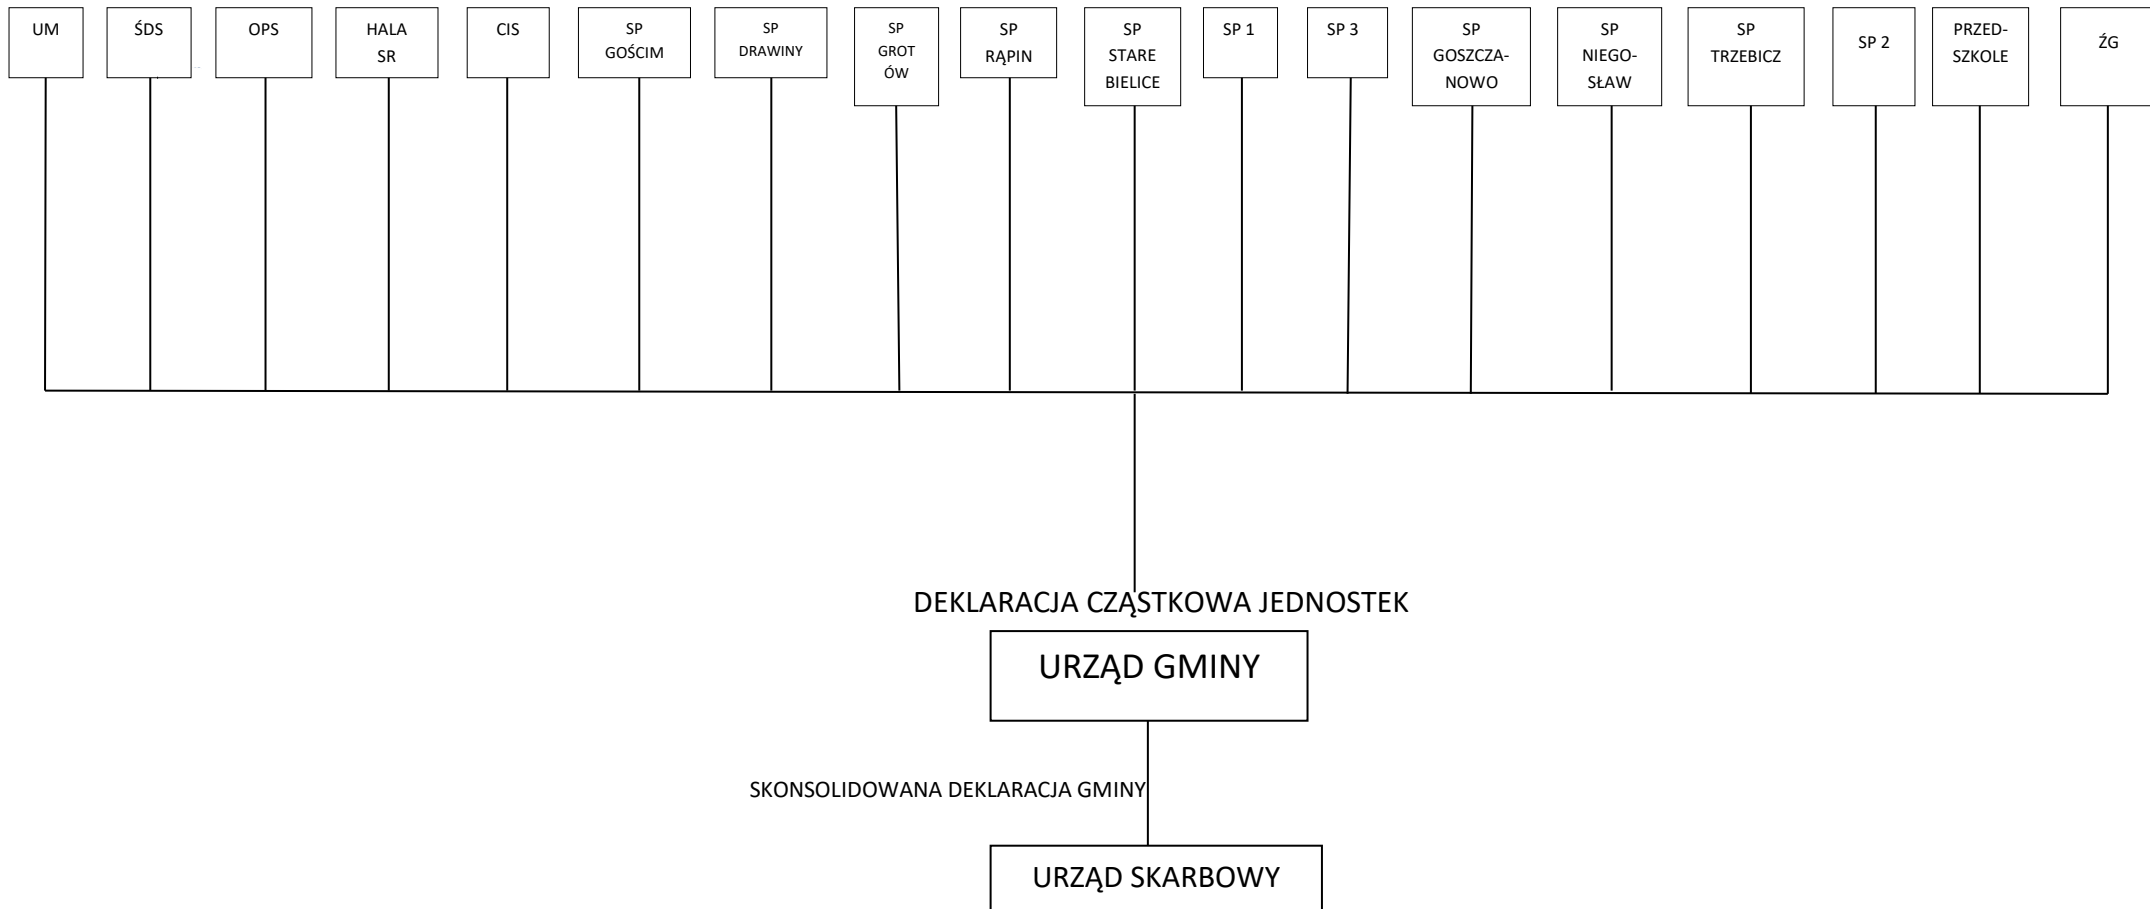 UM
ŚDS
OPS
HALA
SR
CIS
SP
GOŚCIM
SP
DRAWINY
SP
GROT
ÓW
SP
RĄPIN
SP
STARE
BIELICE
SP 1
SP 3
SP
GOSZCZA-
NOWO
SP
NIEGO-
SŁAW
SP
TRZEBICZ
SP 2
PRZED-
SZKOLE
ŹG
DEKLARACJA CZĄSTKOWA JEDNOSTEK
URZĄD GMINY
SKONSOLIDOWANA DEKLARACJA GMINY
URZĄD SKARBOWY